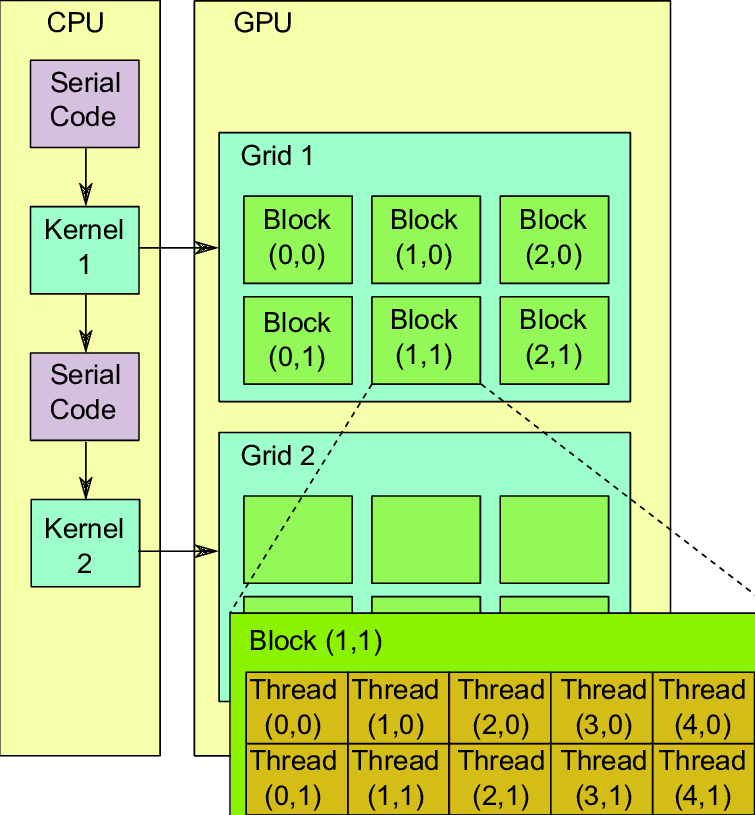 CPU
GPU
Serial
Code
Kernel
1
Serial
Code
Kernel
2
Grid 1
Block
(0,0)
Block
(1,0)
Block
(2,0)
Block
(0,1)
Block
(1,1)
Block
(2,1)
Grid 2
Block (1,1)
Thread
(0,0)
Thread
(1,0)
Thread
(2,0)
Thread
(3,0)
Thread
(4,0)
Thread
(0,1)
Thread
(1,1)
Thread
(2,1)
Thread
(3,1)
Thread
(4,1)